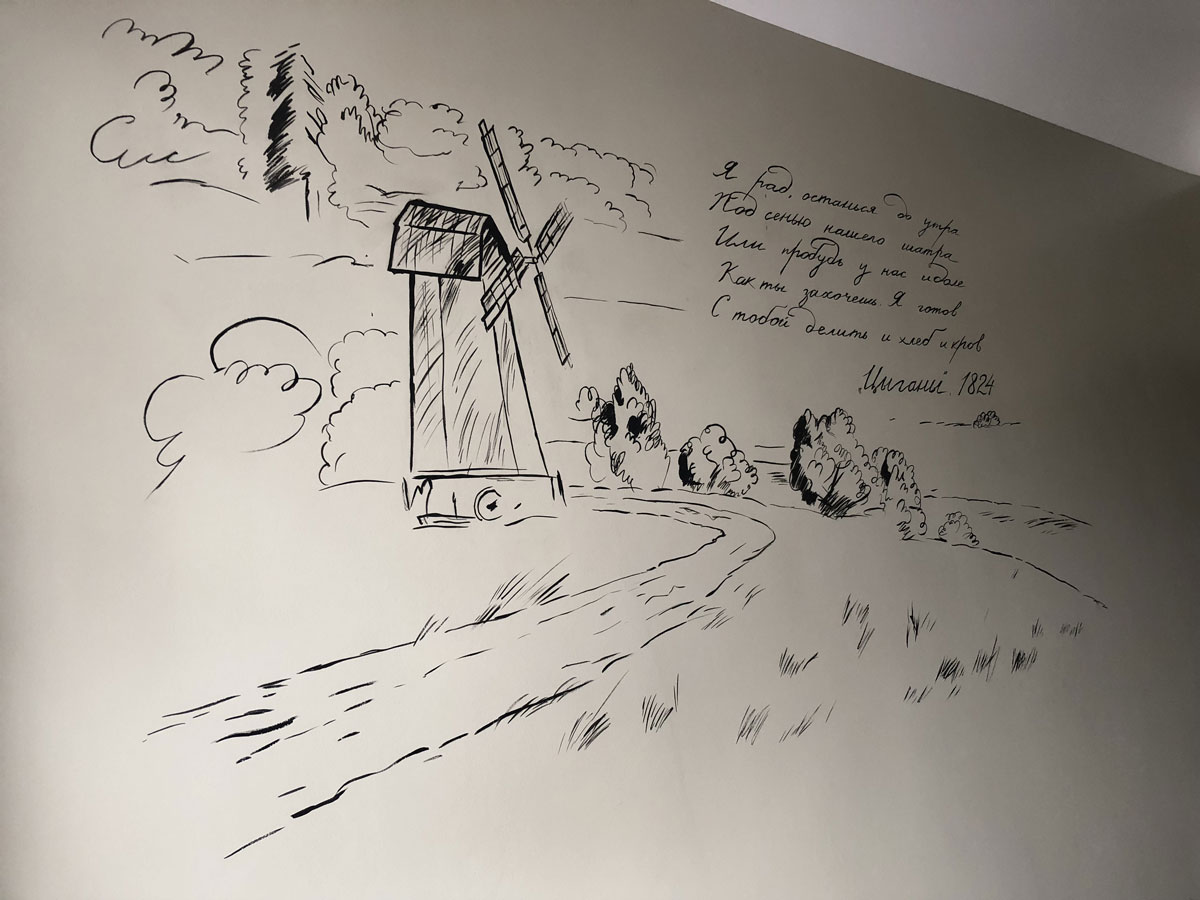 Я рад, останься до утра
Под сенью нашего шатра
Или пробудь у нас и доле
Как ты захочешь. Я готов
С тобой делить и хлеб и кров
Цыганы. 1824